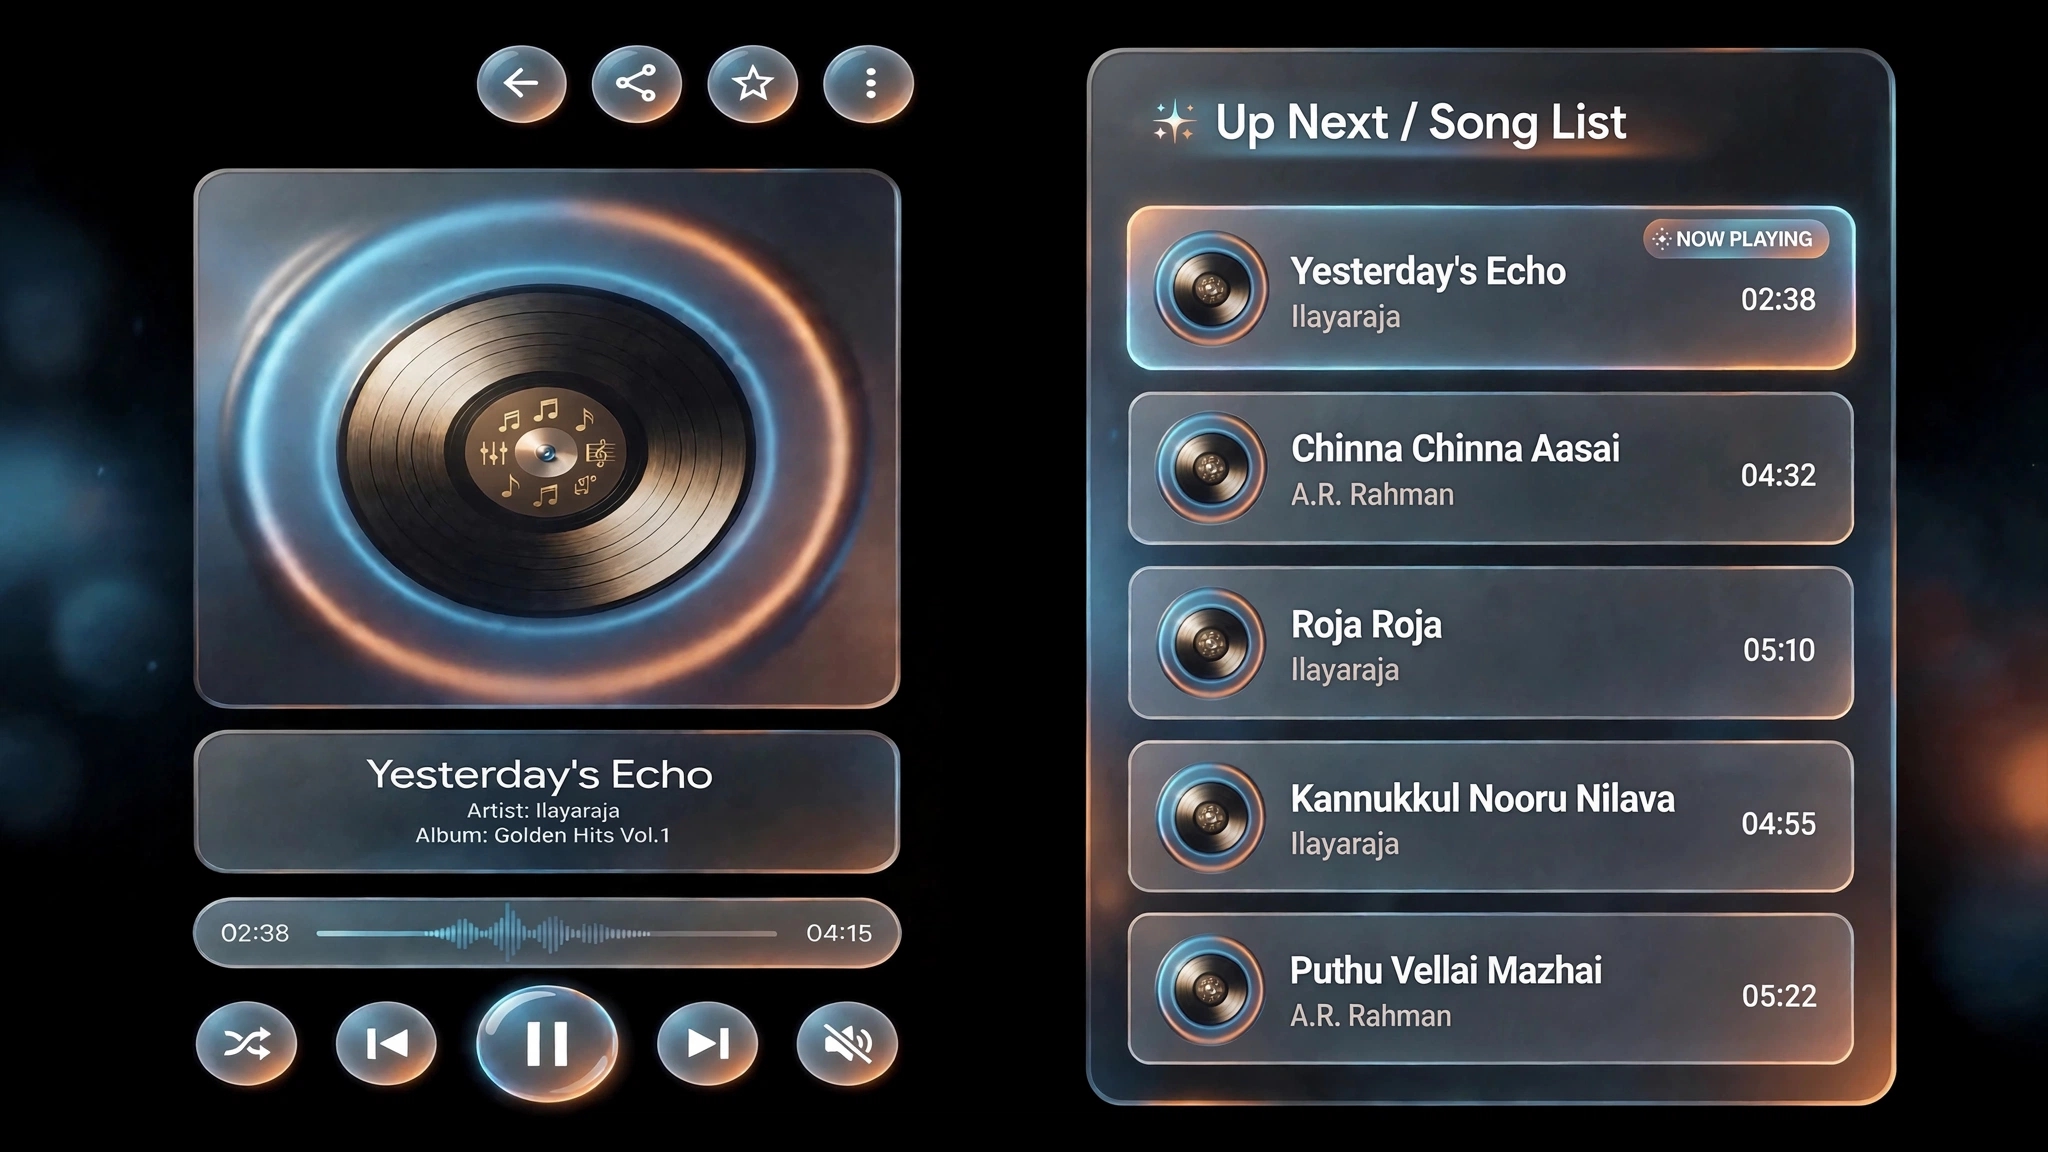 Yesterday's Echo
Artist: Ilayaraja
Album: Golden Hits Vol.1
02:38
04:15
Up Next / Song List
NOW PLAYING
Yesterday's Echo
Ilayaraja
02:38
Chinna Chinna Aasai
A.R. Rahman
04:32
Roja Roja
Ilayaraja
05:10
Kannukkul Nooru Nilava
Ilayaraja
04:55
Puthu Vellai Mazhai
A.R. Rahman
05:22